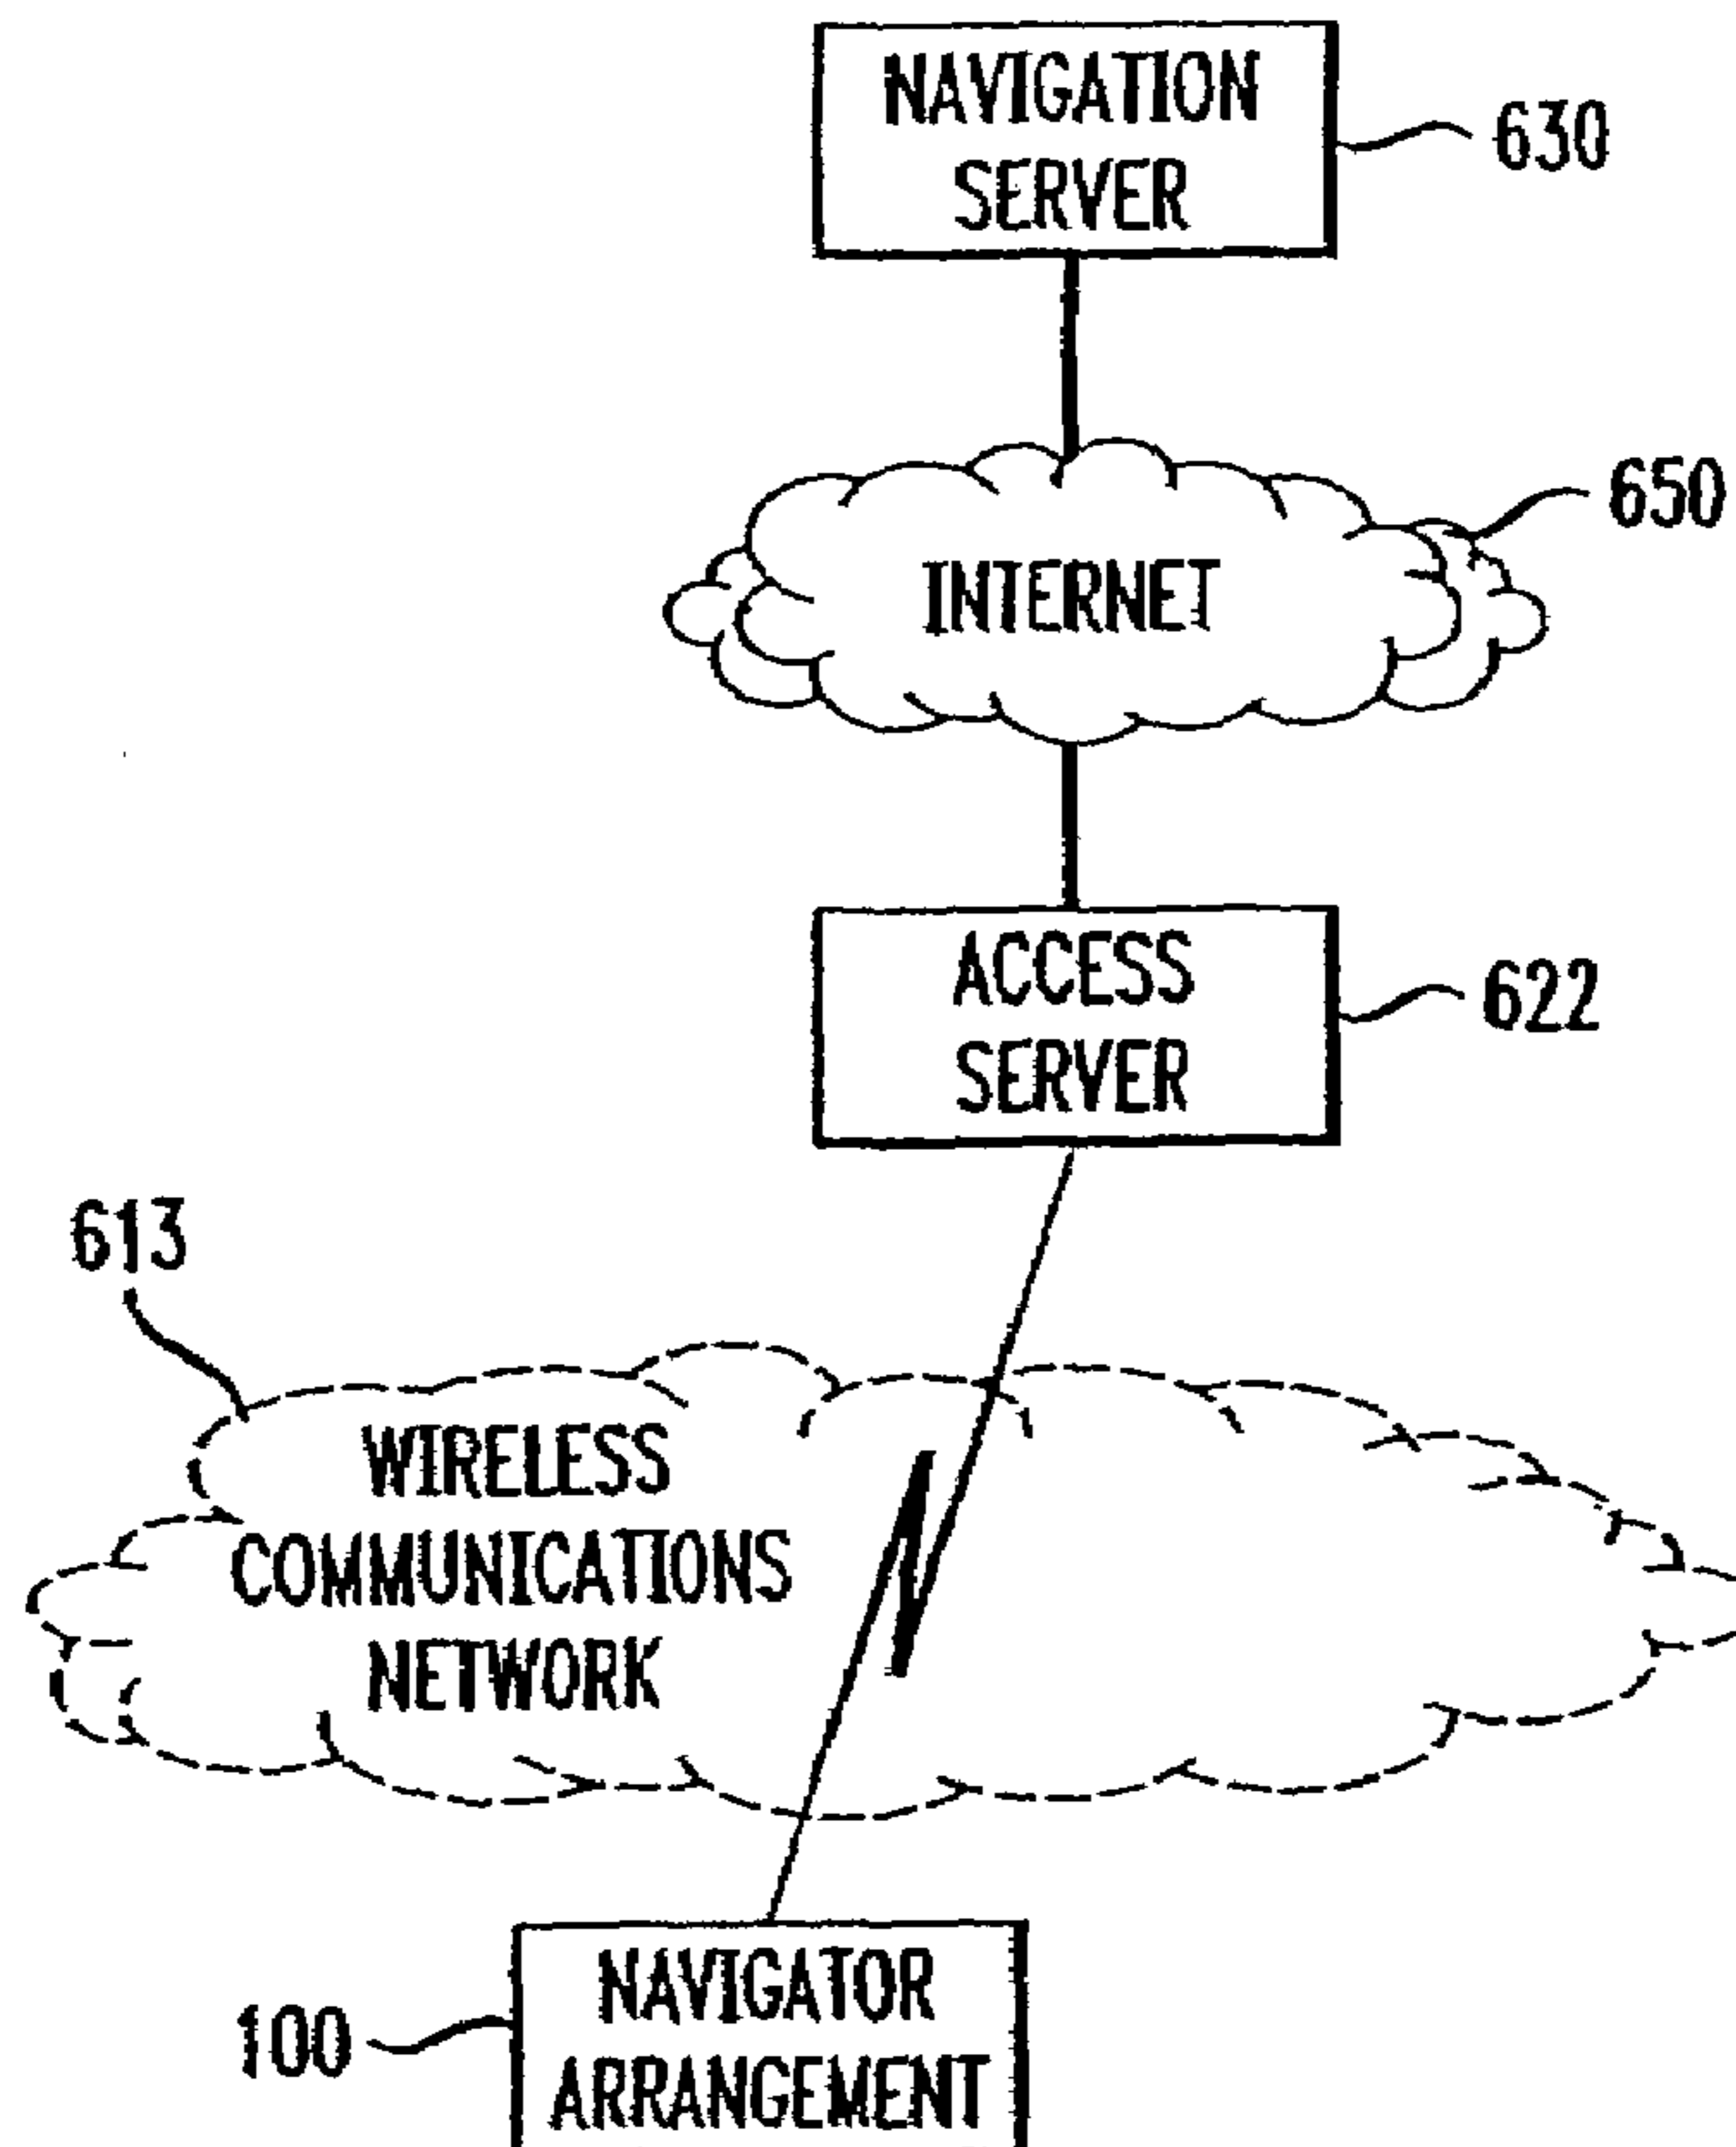 NAVIGATION
SERVER
630
650
INTERNET
ACCESS
SERVER
622
613
WIRELESS
COMMUNICATIONS
NETWORK
100
NAVIGATOR
ARRANGEMENT